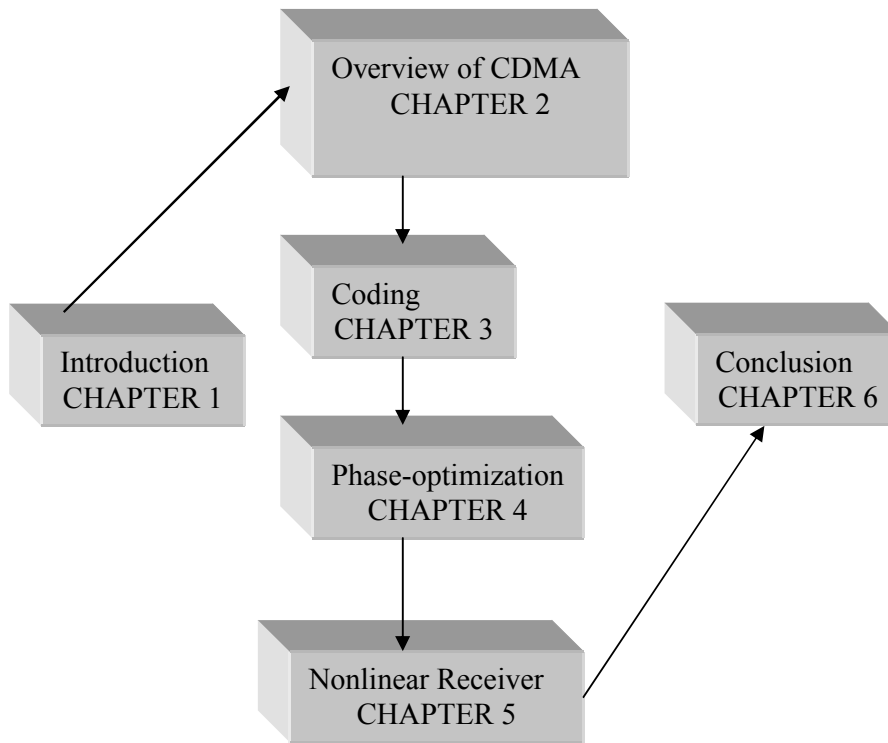 Overview of CDMA
CHAPTER 2
Coding
CHAPTER 3
Introduction
CHAPTER 1
Conclusion
CHAPTER 6
Phase-optimization
CHAPTER 4
Nonlinear Receiver
CHAPTER 5